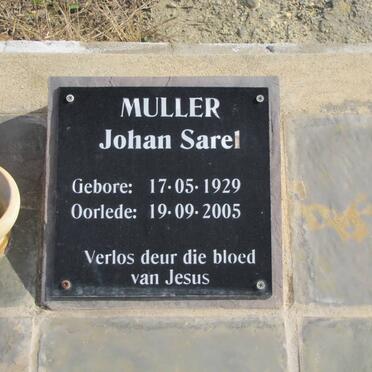 MULLER
Johan Sarel
Gebore: 17·05·1929
Oorlede: 19·09·2005
Verlos deur die bloed
van Jesus